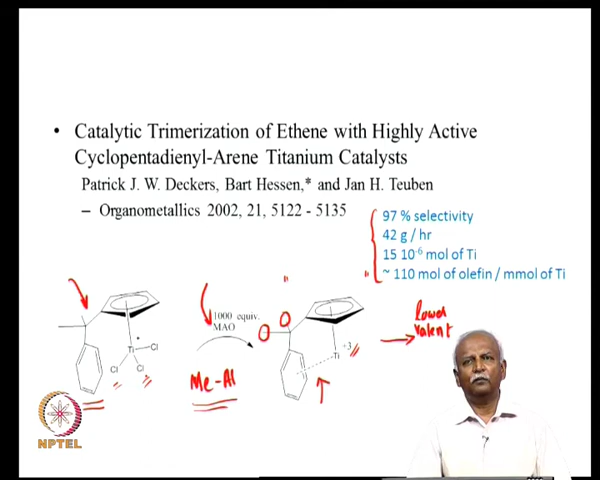 • Catalytic Trimerization of Ethene with Highly Active
Cyclopentadienyl-Arene Titanium Catalysts
Patrick J. W. Deckers, Bart Hessen,* and Jan H. Teuben
– Organometallics 2002, 21, 5122 - 5135
97 % selectivity
42 g / hr
15 10-6 mol of Ti
~ 110 mol of olefin / mmol of Ti
1000 equiv.
MAO
Ti
Cl
Cl
Cl
Me-Al
Ti
+3
lower
valent
NPTEL